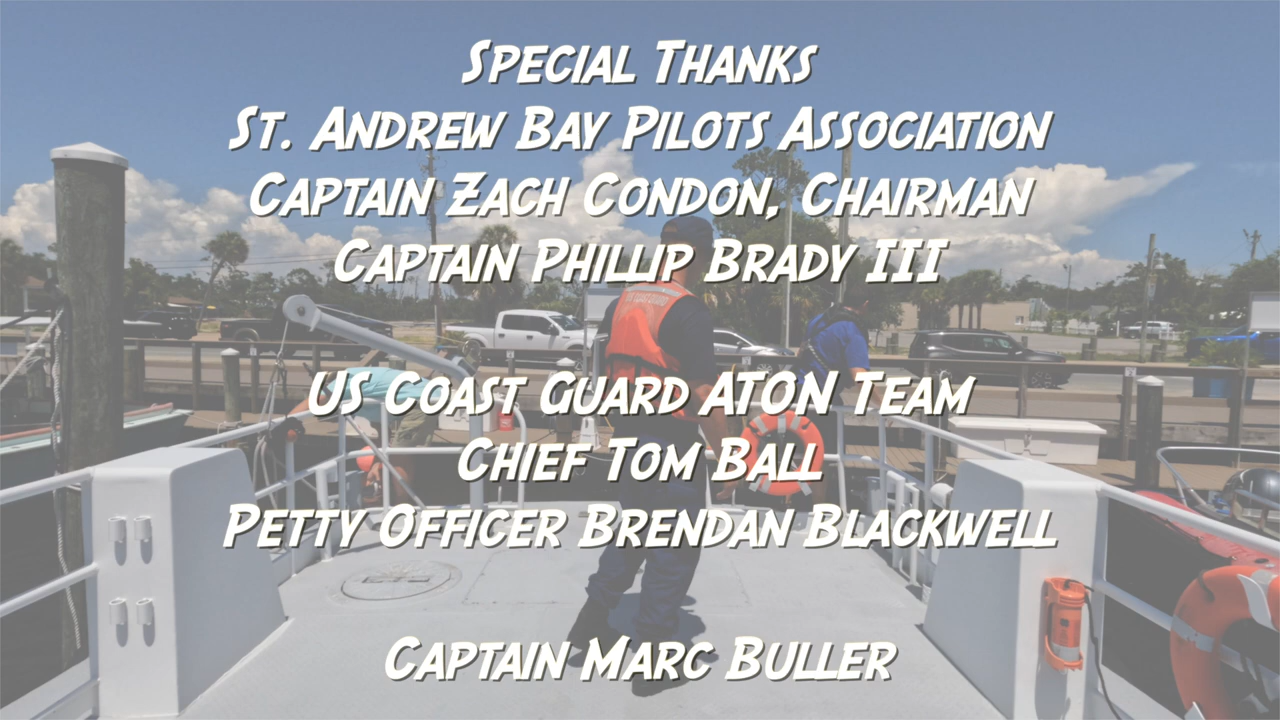 Special Thanks
St. Andrew Bay Pilots Association
Captain Zach Condon, Chairman
Captain Phillip Brady III
US Coast Guard ATON Team
Chief Tom Ball
Petty Officer Brendan Blackwell
Captain Marc Buller